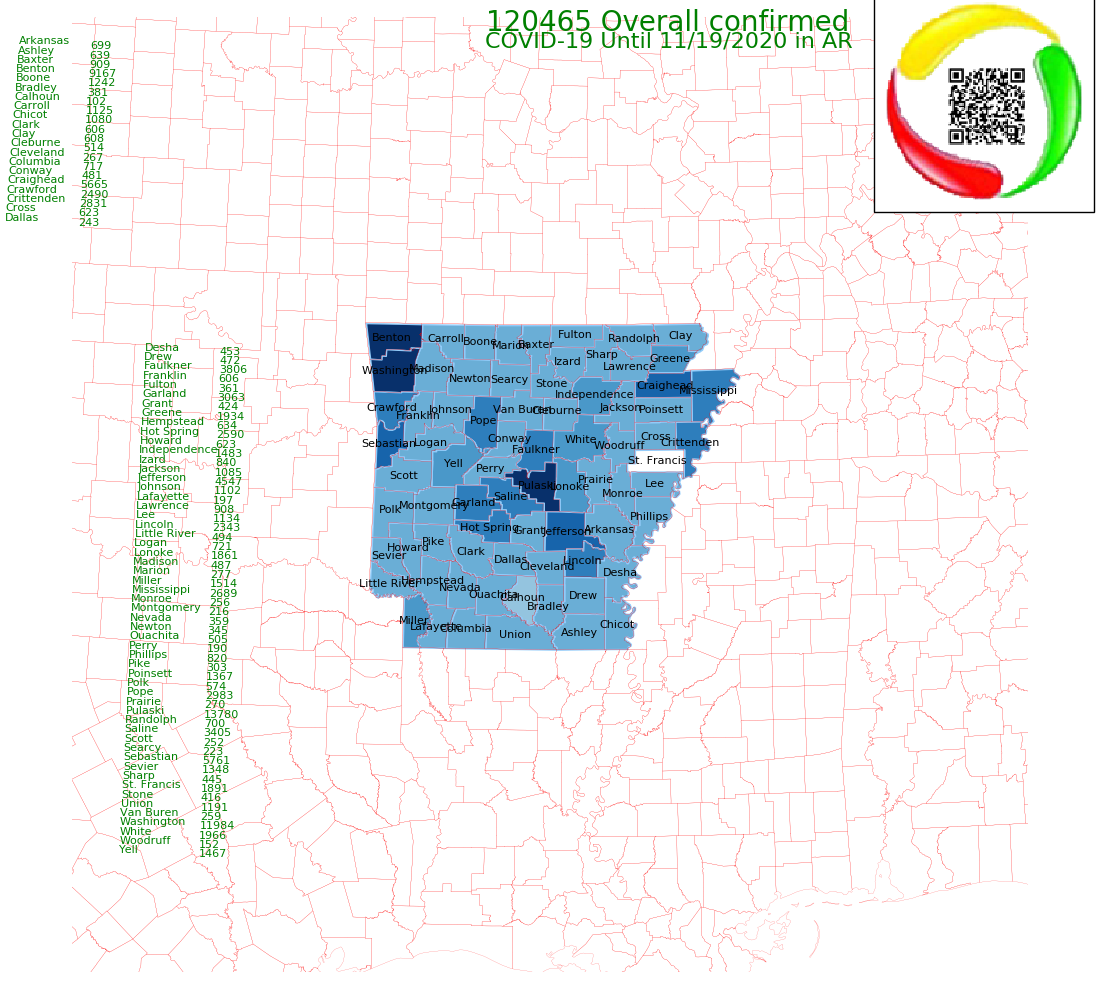 120465 Overall confirmed
COVID-19 Until 11/19/2020 in AR
Arkansas 699
Ashley 639
Baxter 909
Benton 9167
Boone 1242
Bradley 381
Calhoun 102
Carroll 1125
Chicot 1080
Clark 606
Clay 608
Cleburne 514
Cleveland 267
Columbia 717
Conway 481
Craighead 5665
Crawford 2490
Crittenden 2831
Cross 623
Dallas 243
Desha 453
Drew 472
Faulkner 3806
Franklin 606
Fulton 361
Garland 3063
Grant 424
Greene 1934
Hempstead 634
Hot Spring 2590
Howard 623
Independence 1483
Izard 840
Jackson 1085
Jefferson 4547
Johnson 1102
Lafayette 197
Lawrence 908
Lee 1134
Lincoln 2343
Little River 494
Logan 721
Lonoke 1861
Madison 487
Marion 277
Miller 1514
Mississippi 2689
Monroe 256
Montgomery 216
Nevada 359
Newton 345
Ouachita 505
Perry 190
Phillips 820
Pike 303
Poinsett 1367
Polk 574
Pope 2983
Prairie 270
Pulaski 13780
Randolph 700
Saline 3405
Scott 252
Searcy 223
Sebastian 5761
Sevier 1348
Sharp 445
St. Francis 1891
Stone 416
Union 1191
Van Buren 259
Washington 11984
White 1966
Woodruff 152
Yell 1467
Benton Carroll Boone Marion Baxter Fulton Randolph Clay
Washington Madison Newton Searcy Stone Izard Sharp Lawrence Greene
Crawford Franklin Johnson Pope Van Buren Cleburne Independence Jackson Craighead Poinsett Mississippi
Sebastian Logan Conway Faulkner White Woodruff Cross Crittenden
Scott Yell Perry Pulaski Lonoke Prairie Monroe St. Francis Lee
Polk Montgomery Garland Saline Phillips
Hot Spring Grant Jefferson Arkansas
Sevier Howard Pike Clark Dallas Cleveland Lincoln Desha
Little River Hempstead Nevada Ouachita Calhoun Bradley Drew
Miller Lafayette Columbia Union Ashley Chicot